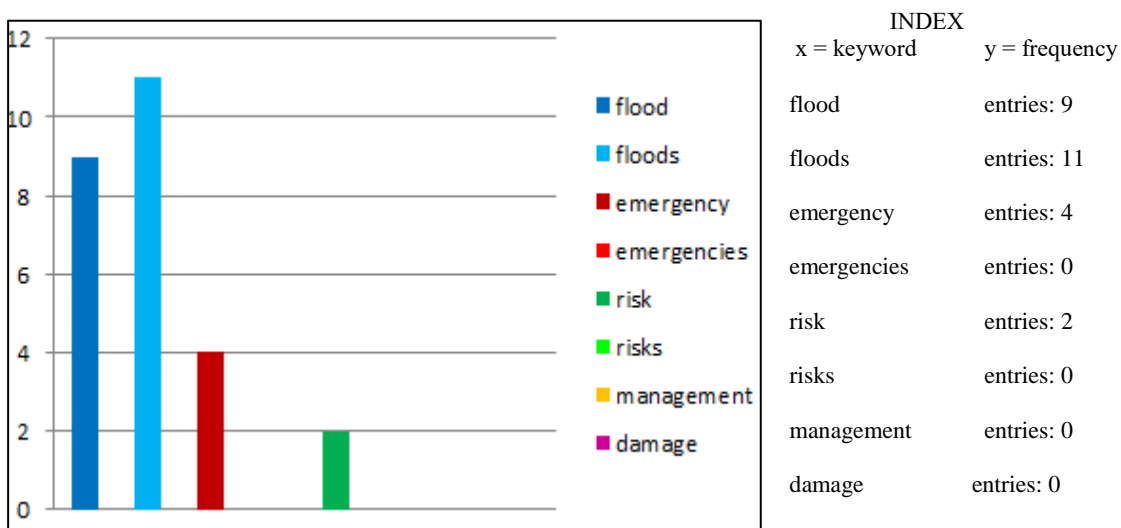 12
10
8
6
4
2
0
flood
floods
emergency
emergencies
risk
risks
management
damage
INDEX
x = keyword y = frequency
flood entries: 9
floods entries: 11
emergency entries: 4
emergencies entries: 0
risk entries: 2
risks entries: 0
management entries: 0
damage entries: 0